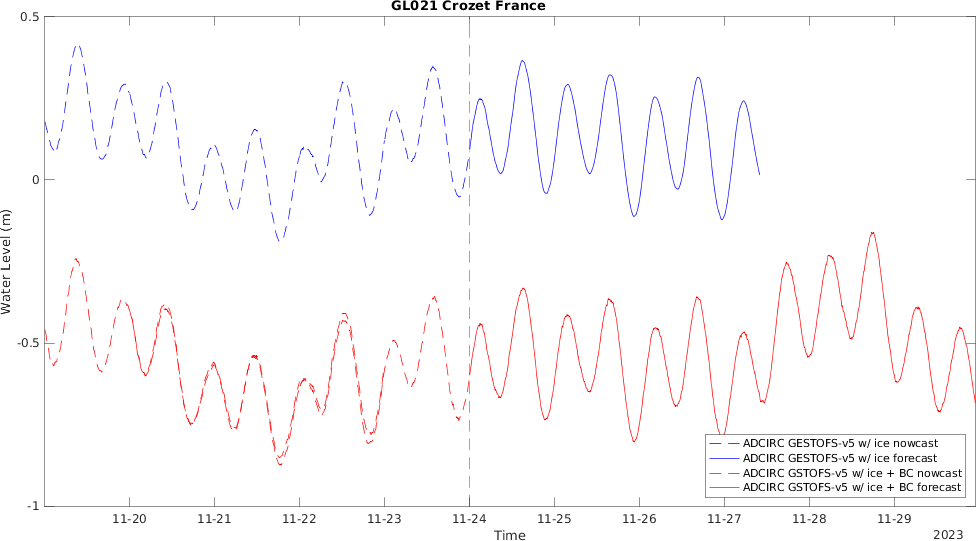 GL021 Crozet France
0.5
0
-0.5
-1
Water Level (m)
11-20 11-21 11-22 11-23 11-24 11-25 11-26 11-27 11-28 11-29
Time
2023
ADCIRC GESTOFS-v5 w/ ice nowcast
ADCIRC GESTOFS-v5 w/ ice forecast
ADCIRC GSTOFS-v5 w/ ice + BC nowcast
ADCIRC GSTOFS-v5 w/ ice + BC forecast